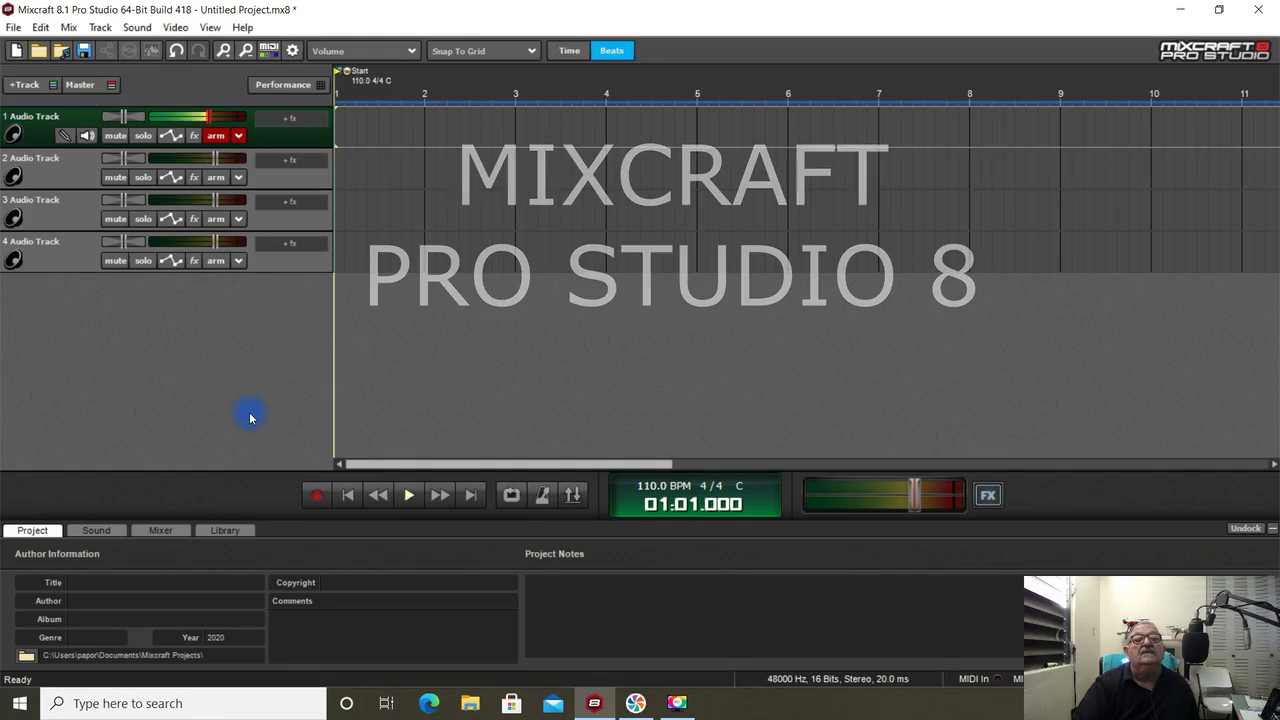 Mixcraft 8.1 Pro Studio 64-Bit Build 418 - Untitled Project.mx8 *
File Edit Mix Track Sound Video View Help
MIDI Volume Snap To Grid Time Beats MIXCRAFT 8 PRO STUDIO
+Track Master Performance
Start
110.0 4/4 C
1 2 3 4 5 6 7 8 9 10 11
1 Audio Track + fx
mute solo fx arm
2 Audio Track + fx
mute solo fx arm
3 Audio Track + fx
mute solo fx arm
4 Audio Track + fx
mute solo fx arm
MIXCRAFT
PRO STUDIO 8
110.0 BPM 4/4 C
01:01.000
FX
Project Sound Mixer Library Undock
Author Information Project Notes
Title Copyright
Author Comments
Album
Genre Year 2020
C:\Users\papor\Documents\Mixcraft Projects\
Ready 48000 Hz, 16 Bits, Stereo, 20.0 ms MIDI In
Type here to search